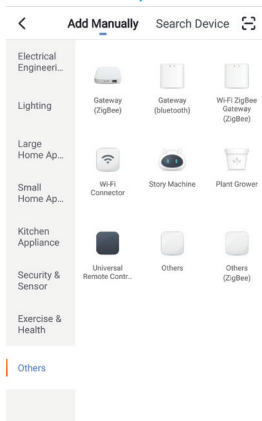 Add Manually
Search Device
Electrical
Engineeri...
Lighting
Large
Home Ap...
Small
Home Ap...
Kitchen
Appliance
Security &
Sensor
Exercise &
Health
Others
Gateway
(ZigBee)
Gateway
(bluetooth)
Wi-Fi ZigBee
Gateway
(ZigBee)
Wi-Fi
Connector
Story Machine
Plant Grower
Universal
Remote Contr...
Others
Others
(ZigBee)